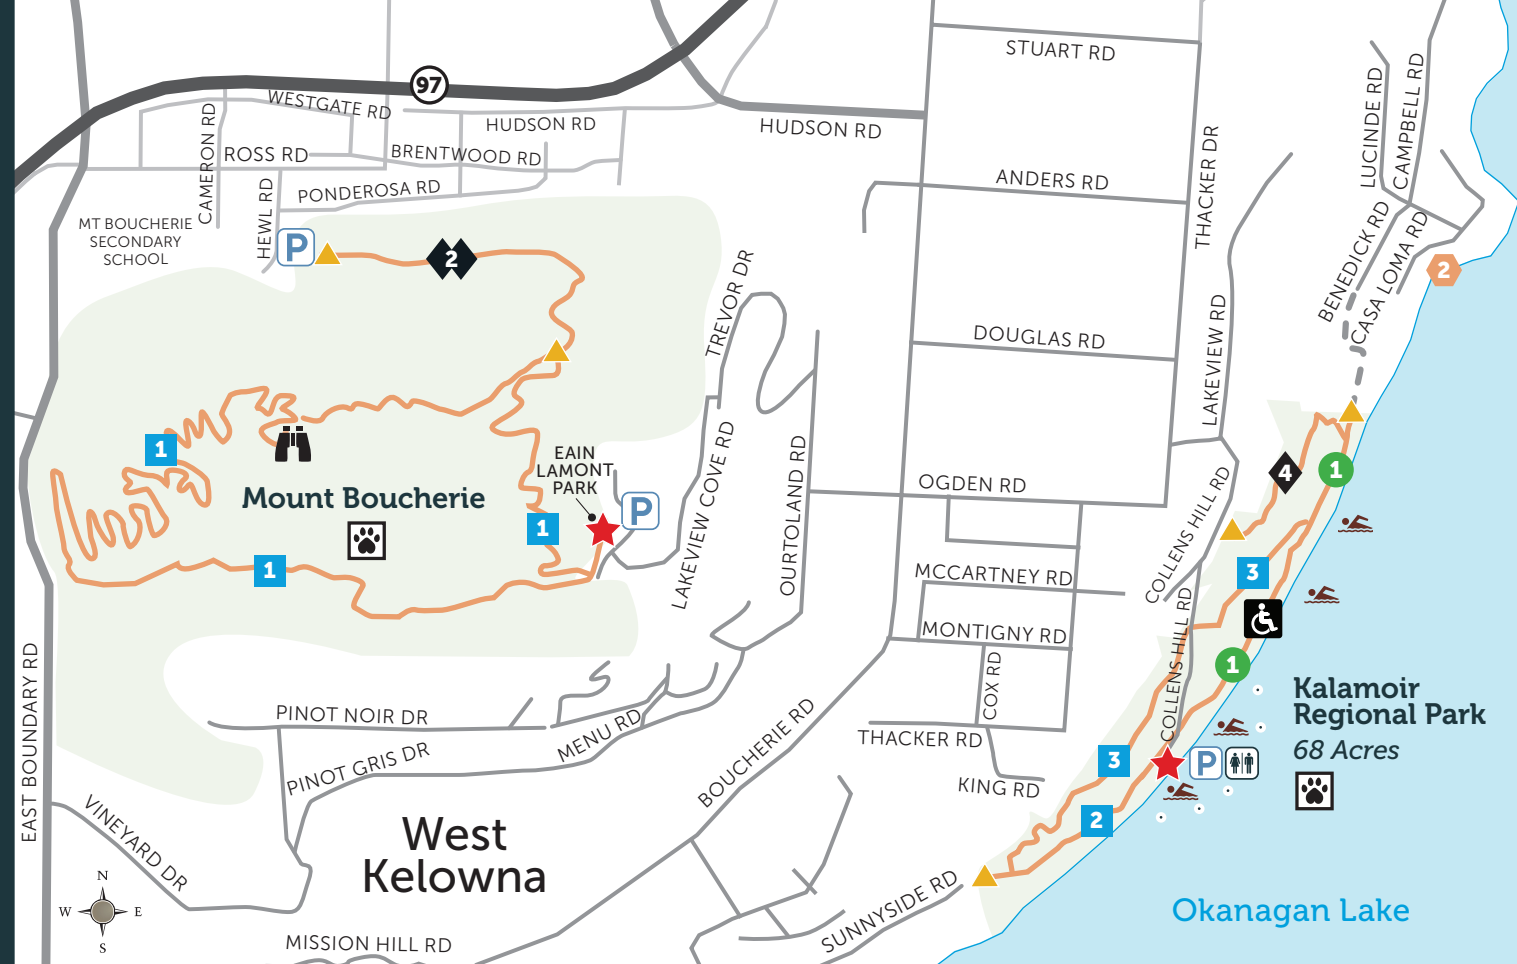 STUART RD
97
WESTGATE RD
HUDSON RD
HUDSON RD
CAMERON RD
ROSS RD
BRENTWOOD RD
PONDEROSA RD
HEWL RD
MT BOUCHERIE
SECONDARY
SCHOOL
P
2
ANDERS RD
THACKER DR
LUCINDE RD
CAMPBELL RD
BENEDICK RD
CASA LOMA RD
2
TREVOR DR
DOUGLAS RD
LAKEVIEW RD
1
EAIN
LAMONT
PARK
P
Mount Boucherie
1
1
LAKEVIEW COVE RD
OURTOLAND RD
OGDEN RD
4
1
COLLENS HILL RD
3
MCCARTNEY RD
MONTIGNY RD
COX RD
COLLENS HILL RD
1
Kalamoir
Regional Park
68 Acres
EAST BOUNDARY RD
PINOT NOIR DR
PINOT GRIS DR
MENU RD
BOUCHERIE RD
THACKER RD
KING RD
3
P
2
VINEYARD DR
West
Kelowna
SUNNYSIDE RD
Okanagan Lake
N
W
E
S
MISSION HILL RD